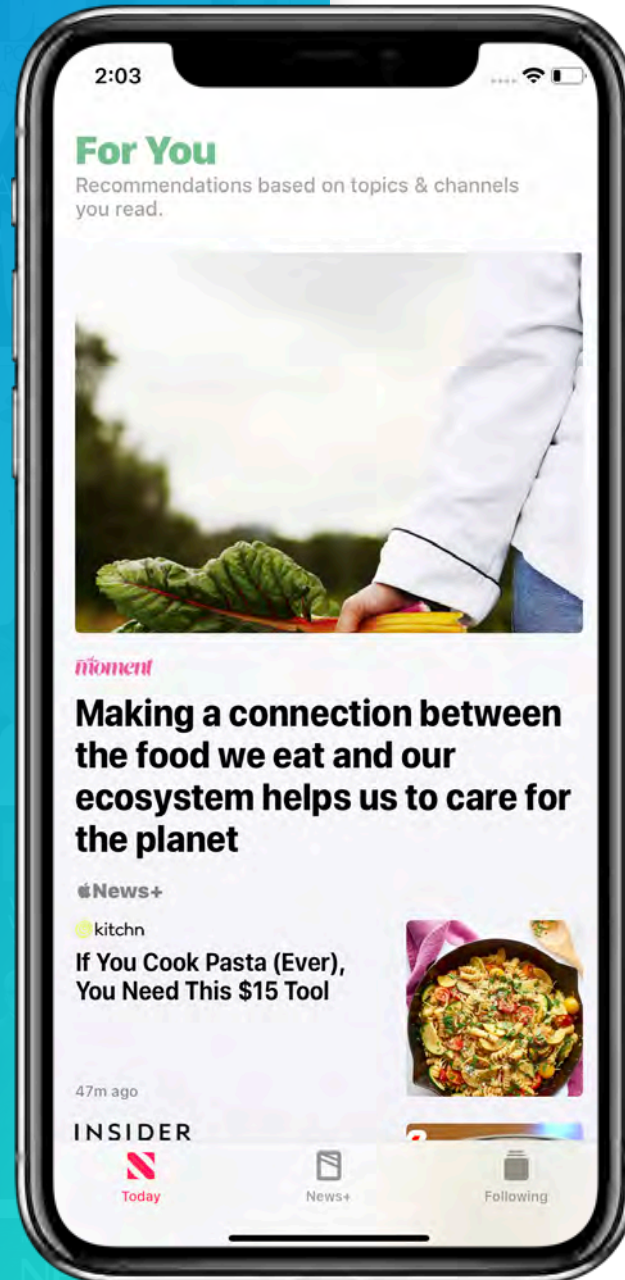 2:03
For You
Recommendations based on topics & channels
you read.
moment
Making a connection between
the food we eat and our
ecosystem helps us to care for
the planet
News+
kitchn
If You Cook Pasta (Ever),
You Need This $15 Tool
47m ago
INSIDER
Today
News+
Following